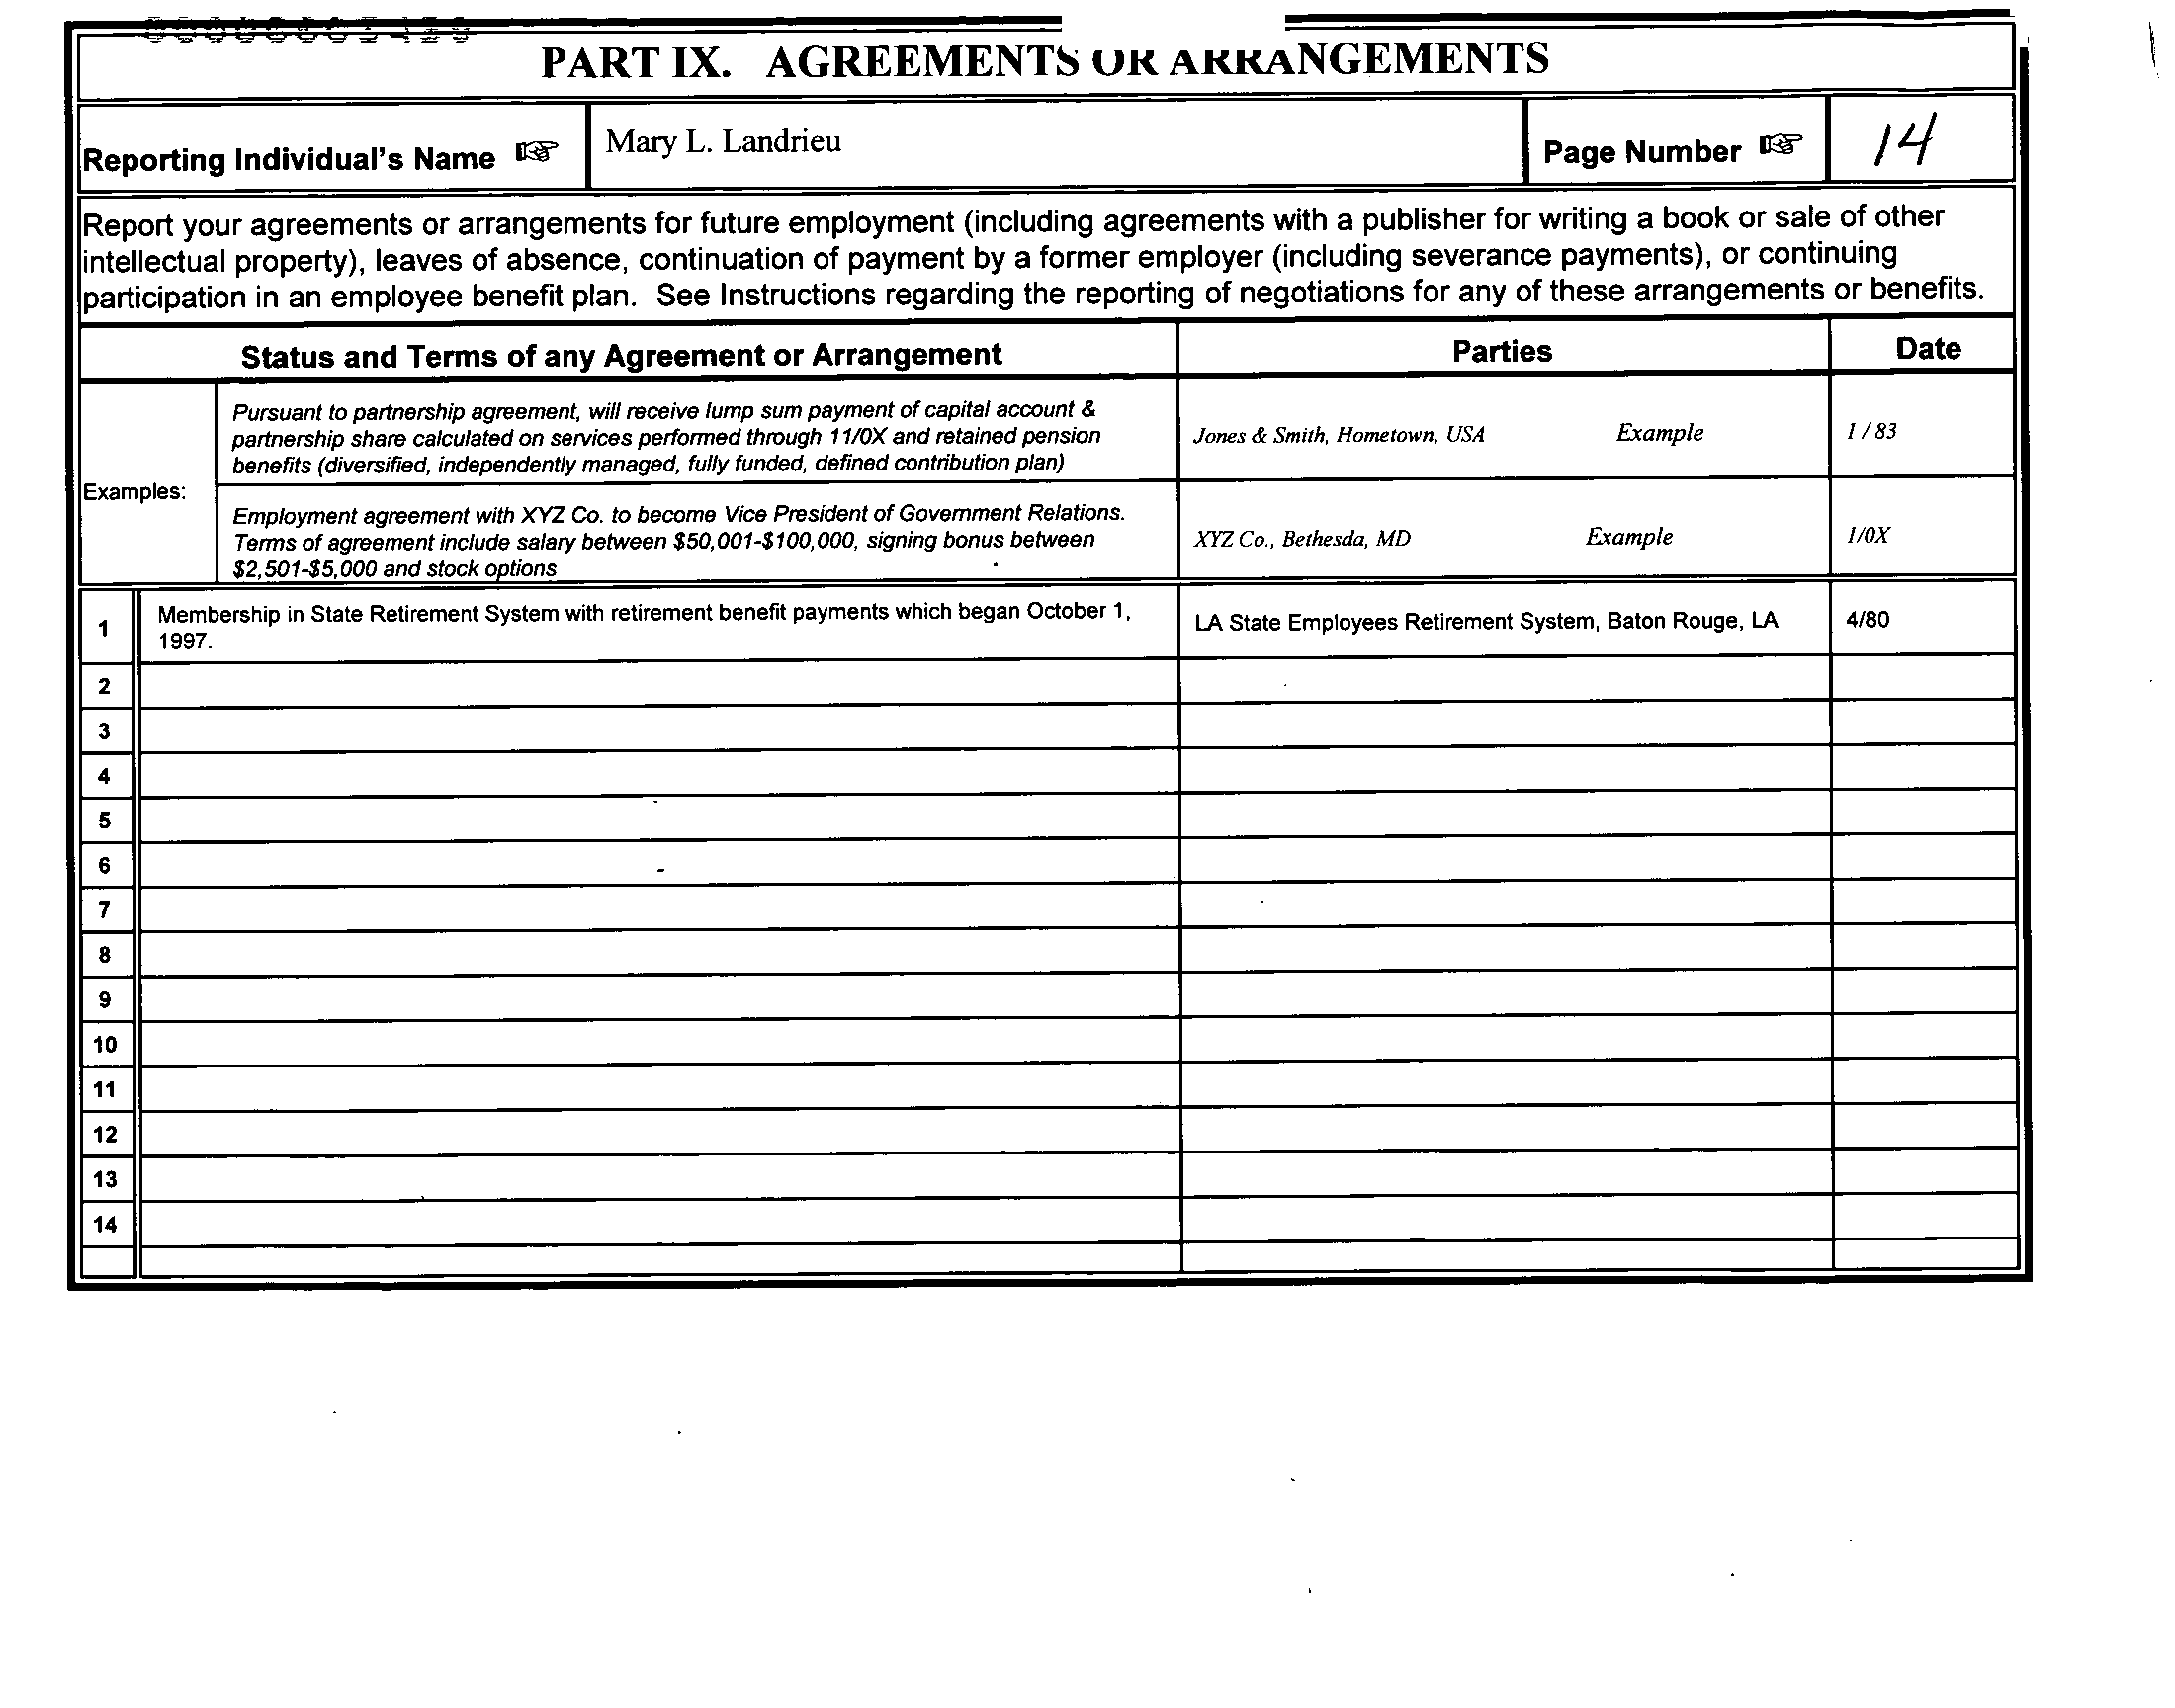 PART IX. AGREEMENTS OR ARRANGEMENTS
Reporting Individual's Name ☞ Mary L. Landrieu Page Number ☞ 14
Report your agreements or arrangements for future employment (including agreements with a publisher for writing a book or sale of other
intellectual property), leaves of absence, continuation of payment by a former employer (including severance payments), or continuing
participation in an employee benefit plan. See Instructions regarding the reporting of negotiations for any of these arrangements or benefits.
Status and Terms of any Agreement or Arrangement Parties Date
Examples:
Pursuant to partnership agreement, will receive lump sum payment of capital account &
partnership share calculated on services performed through 11/0X and retained pension
benefits (diversified, independently managed, fully funded, defined contribution plan)
Jones & Smith, Hometown, USA Example 1 / 83
Employment agreement with XYZ Co. to become Vice President of Government Relations.
Terms of agreement include salary between $50,001-$100,000, signing bonus between
$2,501-$5,000 and stock options
XYZ Co., Bethesda, MD Example 1/0X
1 Membership in State Retirement System with retirement benefit payments which began October 1,
1997.
LA State Employees Retirement System, Baton Rouge, LA 4/80
2
3
4
5
6
7
8
9
10
11
12
13
14